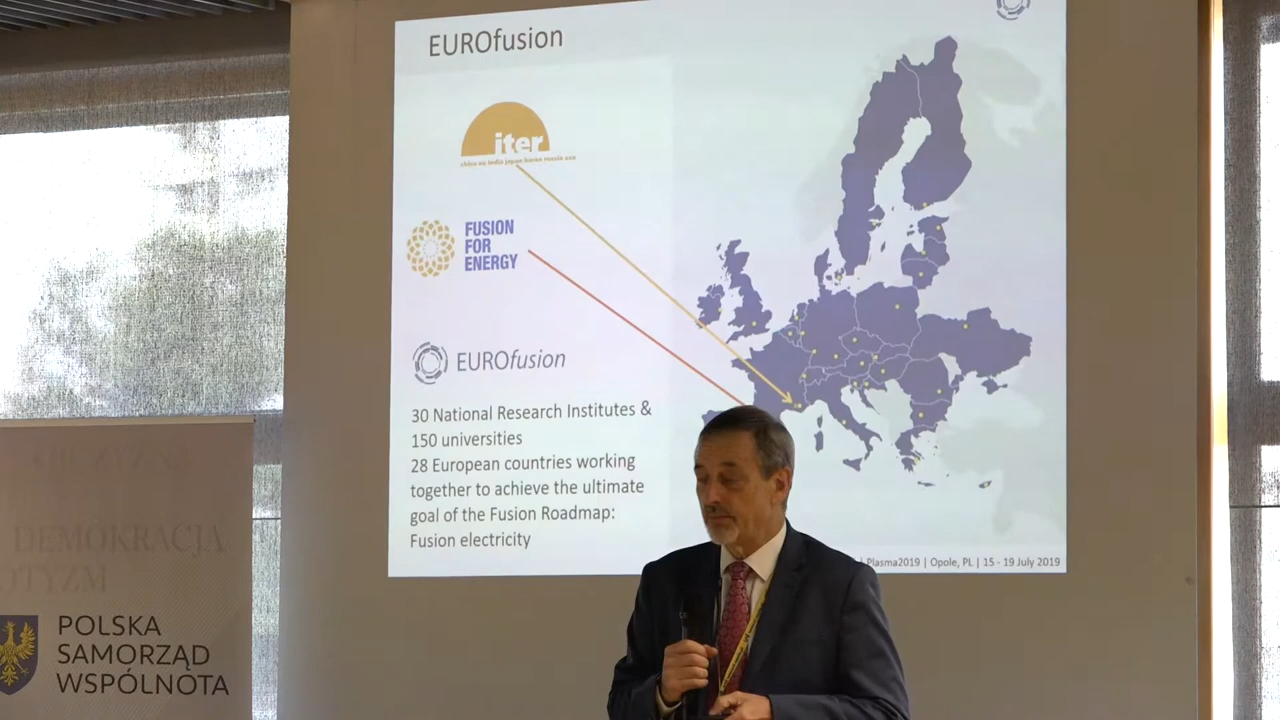 EUROfusion
iter
china eu india japan korea russia usa
FUSION
FOR
ENERGY
EUROfusion
30 National Research Institutes &
150 universities
28 European countries working
together to achieve the ultimate
goal of the Fusion Roadmap:
Fusion electricity
| Plasma2019 | Opole, PL | 15 - 19 July 2019
OJCZYZNA
DEMOKRACJA
POLSKA
SAMORZĄD
WSPÓLNOTA